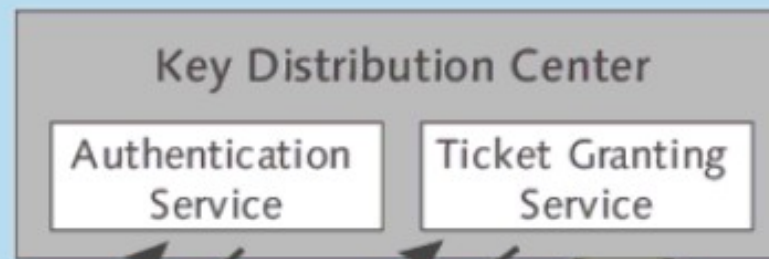 Key Distribution Center
Authentication
Service
Ticket Granting
Service